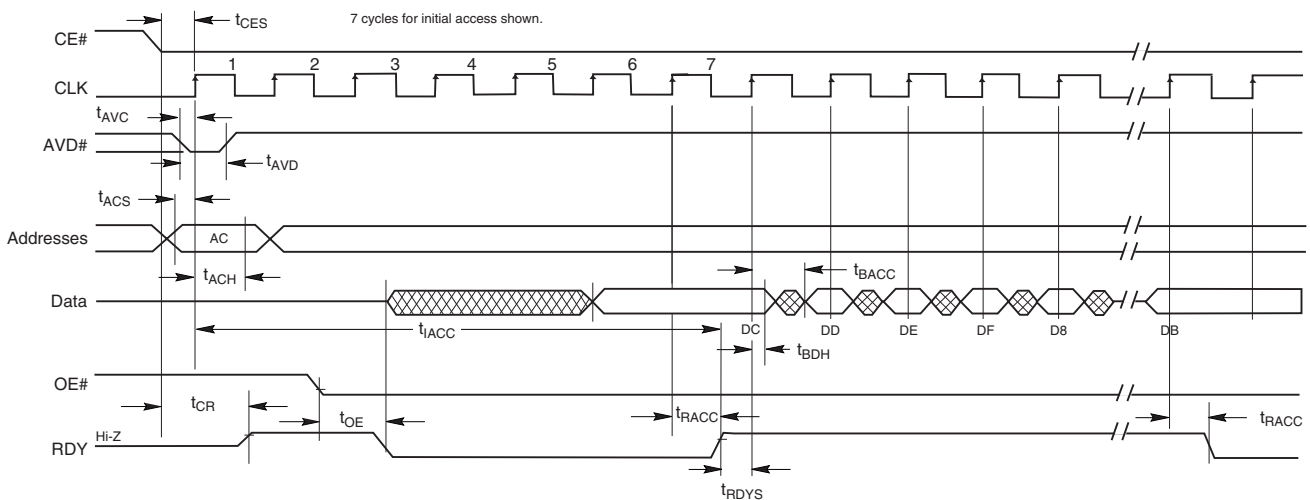 tCES
7 cycles for initial access shown.
CE#
1 2 3 4 5 6 7
CLK
tAVC
AVD#
tAVD
tACS
Addresses
AC
tACH
tBACC
Data
tIACC
DC DD DE DF D8 DB
tBDH
OE#
tCR
tOE
tRACC
tRACC
Hi-Z
RDY
tRDYS